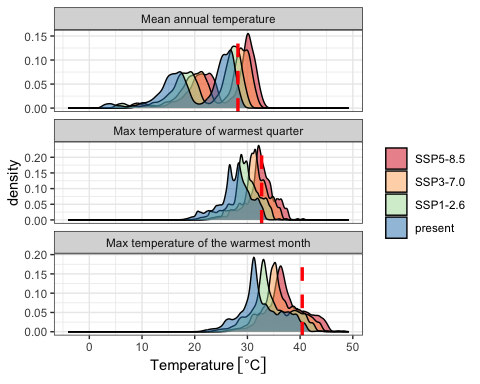 Mean annual temperature
0.15
0.10
0.05
0.00
Max temperature of warmest quarter
0.20
0.15
0.10
0.05
0.00
Max temperature of the warmest month
0.20
0.15
0.10
0.05
0.00
0 10 20 30 40 50
Temperature [°C]
density
SSP5-8.5
SSP3-7.0
SSP1-2.6
present